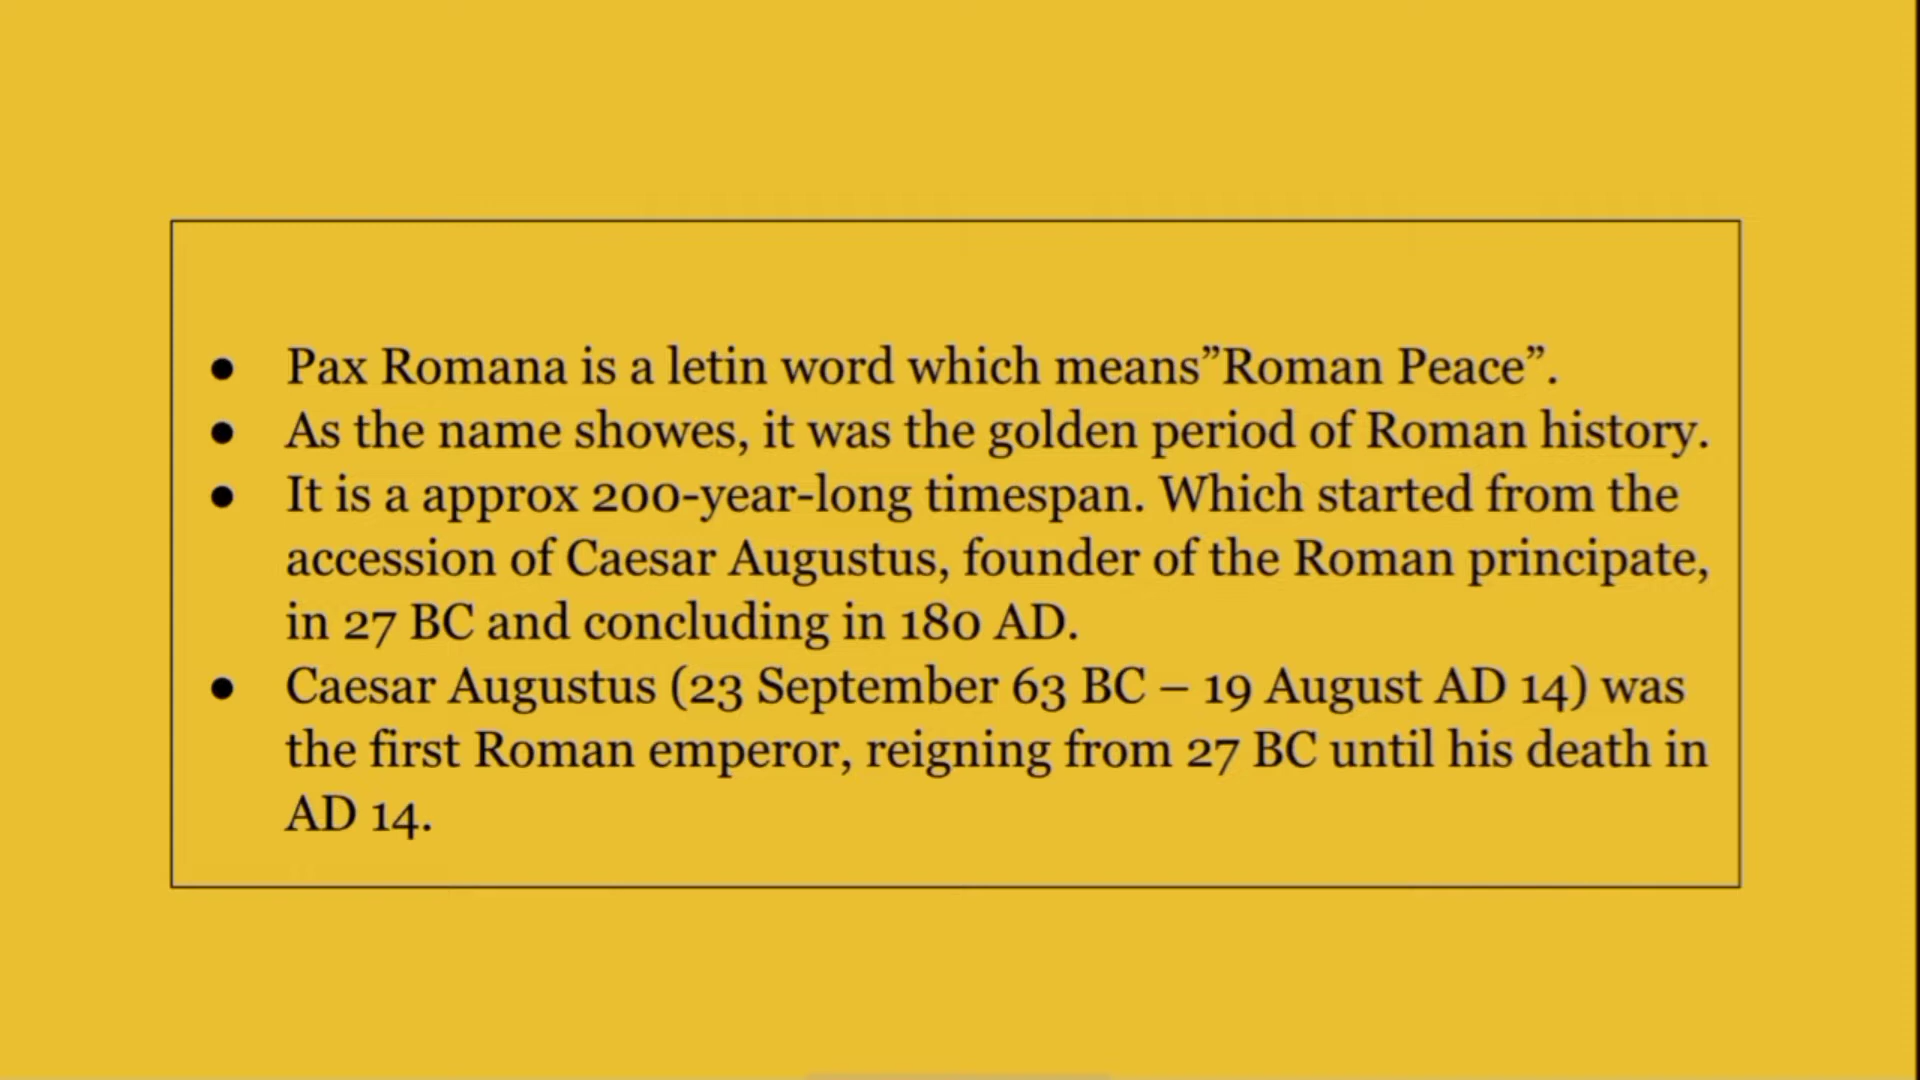 ● Pax Romana is a letin word which means”Roman Peace”.
● As the name showes, it was the golden period of Roman history.
● It is a approx 200-year-long timespan. Which started from the
accession of Caesar Augustus, founder of the Roman principate,
in 27 BC and concluding in 180 AD.
● Caesar Augustus (23 September 63 BC – 19 August AD 14) was
the first Roman emperor, reigning from 27 BC until his death in
AD 14.